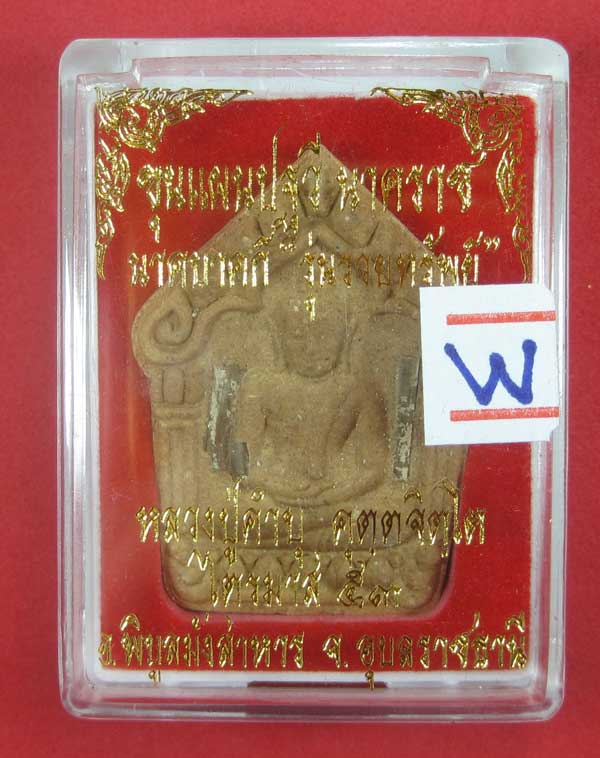 ขุนแผนปฐวี นาคราช
นาคบาศก์ "รุ่นรวยทรัพย์"
พ
หลวงปู่คำบุ คุตฺตจิตฺโต
ไตรมาส ๕๓
อ.พิบูลมังสาหาร จ.อุบลราชธานี